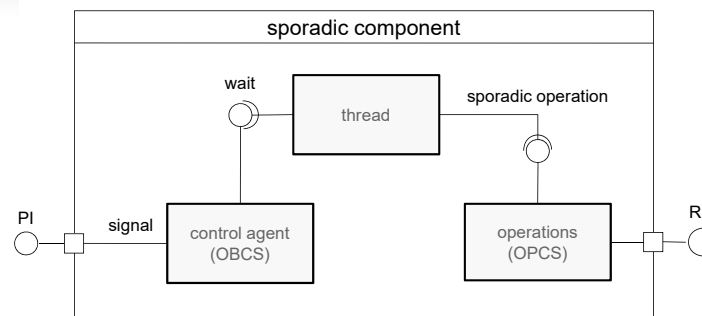 sporadic component
wait
thread
sporadic operation
PI
signal
control agent
(OBCS)
operations
(OPCS)